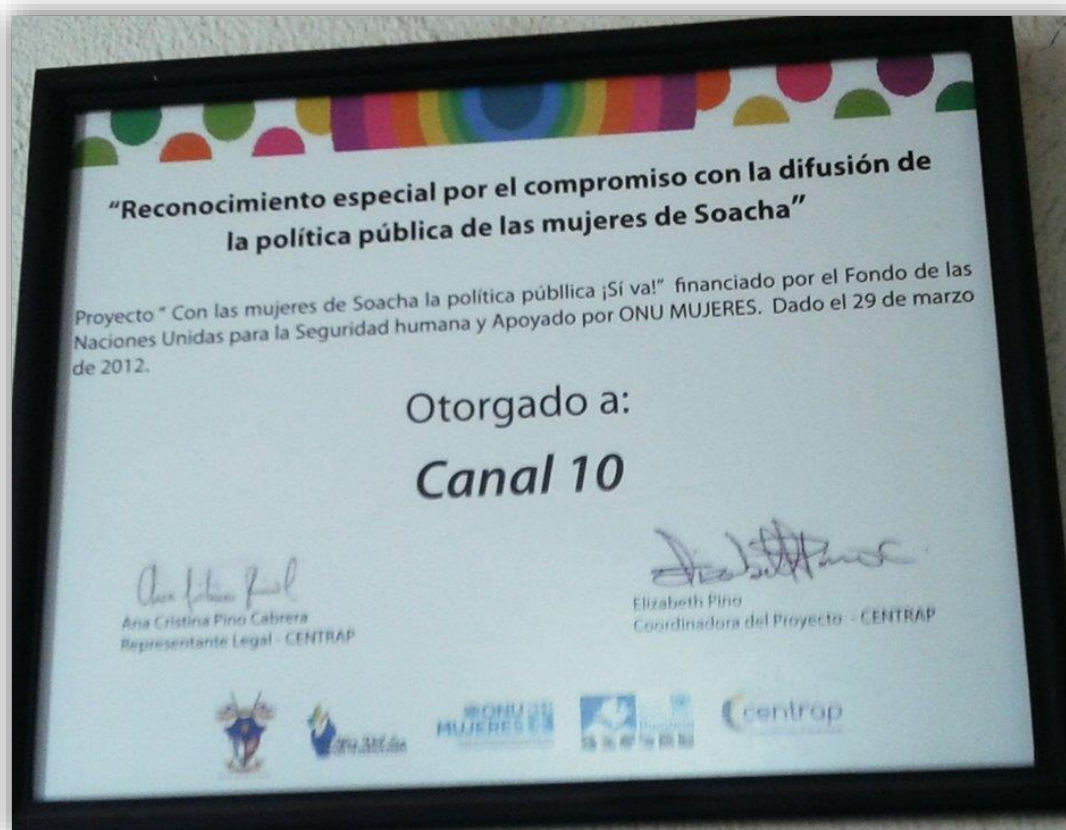 “Reconocimiento especial por el compromiso con la difusión de
la política pública de las mujeres de Soacha”
Proyecto “ Con las mujeres de Soacha la política públlica ¡Sí va!” financiado por el Fondo de las
Naciones Unidas para la Seguridad humana y Apoyado por ONU MUJERES. Dado el 29 de marzo
de 2012.
Otorgado a:
Canal 10
Ana Cristina Pino Cabrera
Representante Legal - CENTRAP
Elizabeth Pino
Coordinadora del Proyecto - CENTRAP
ONU
MUJERES
centrap